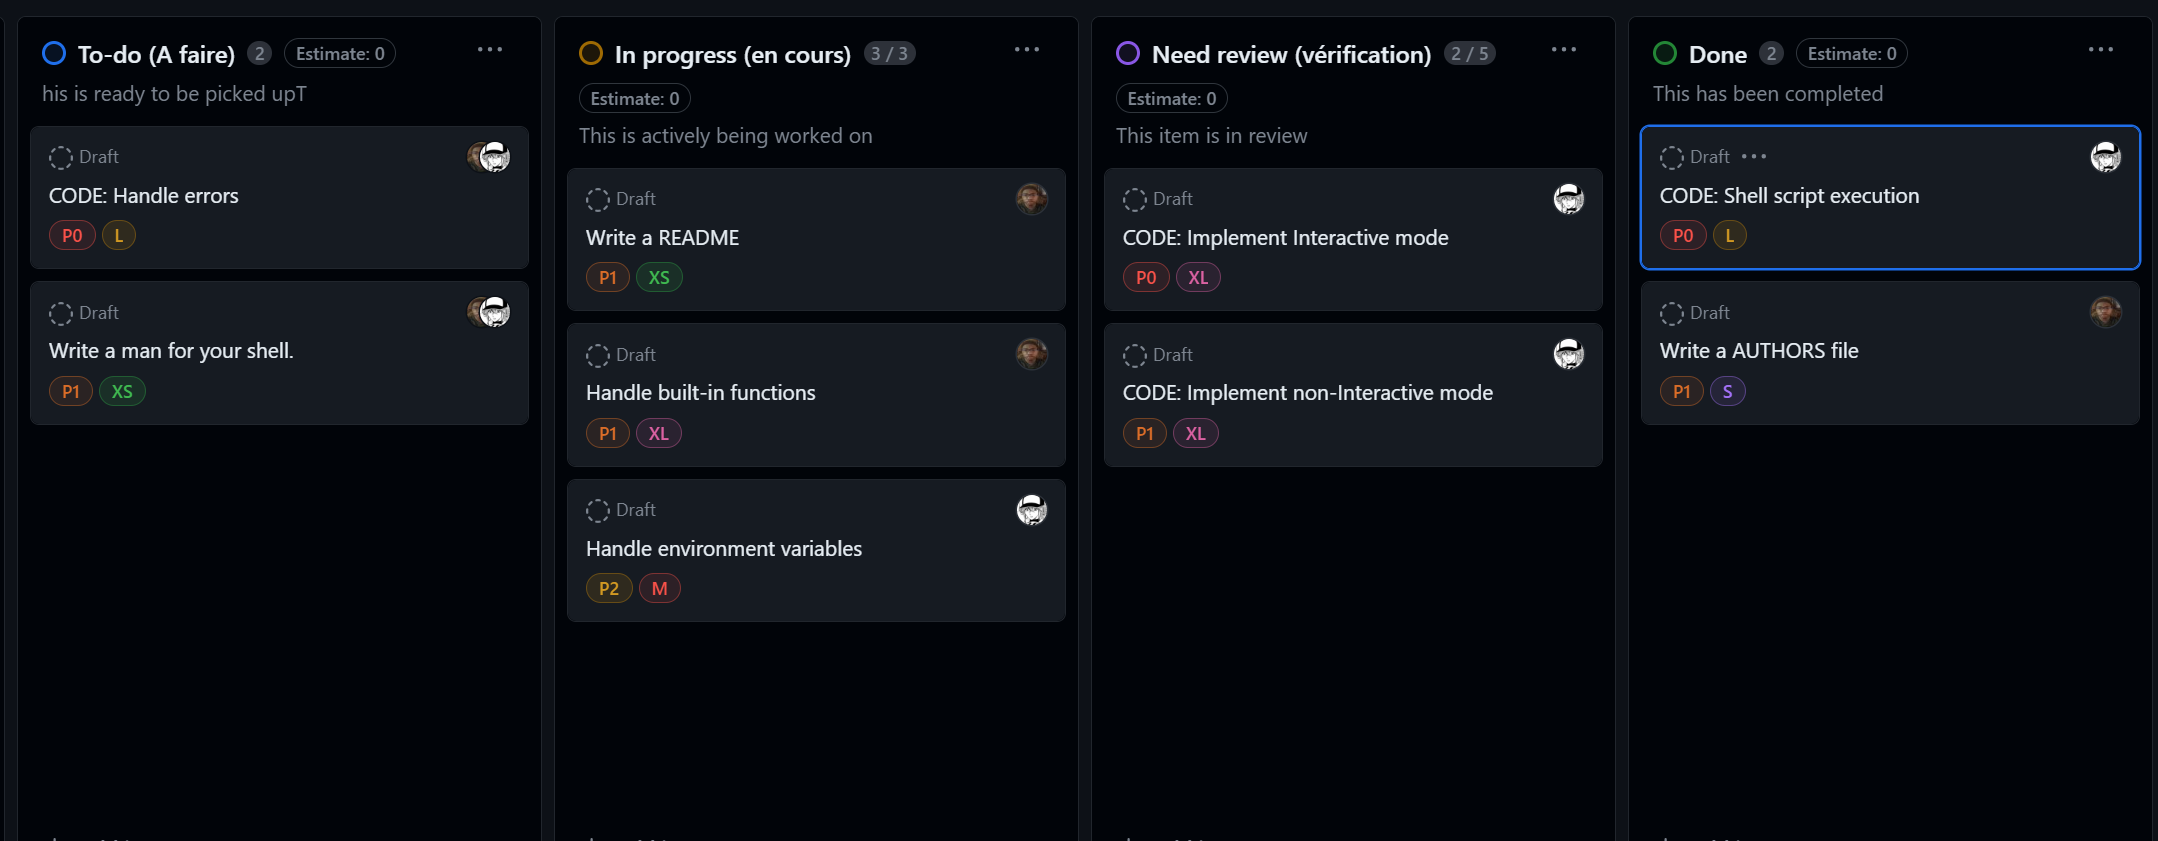 To-do (A faire) 2 Estimate: 0
his is ready to be picked upT
Draft
CODE: Handle errors
P0 L
Draft
Write a man for your shell.
P1 XS
In progress (en cours) 3 / 3
Estimate: 0
This is actively being worked on
Draft
Write a README
P1 XS
Draft
Handle built-in functions
P1 XL
Draft
Handle environment variables
P2 M
Need review (vérification) 2 / 5
Estimate: 0
This item is in review
Draft
CODE: Implement Interactive mode
P0 XL
Draft
CODE: Implement non-Interactive mode
P1 XL
Done 2 Estimate: 0
This has been completed
Draft
CODE: Shell script execution
P0 L
Draft
Write a AUTHORS file
P1 S